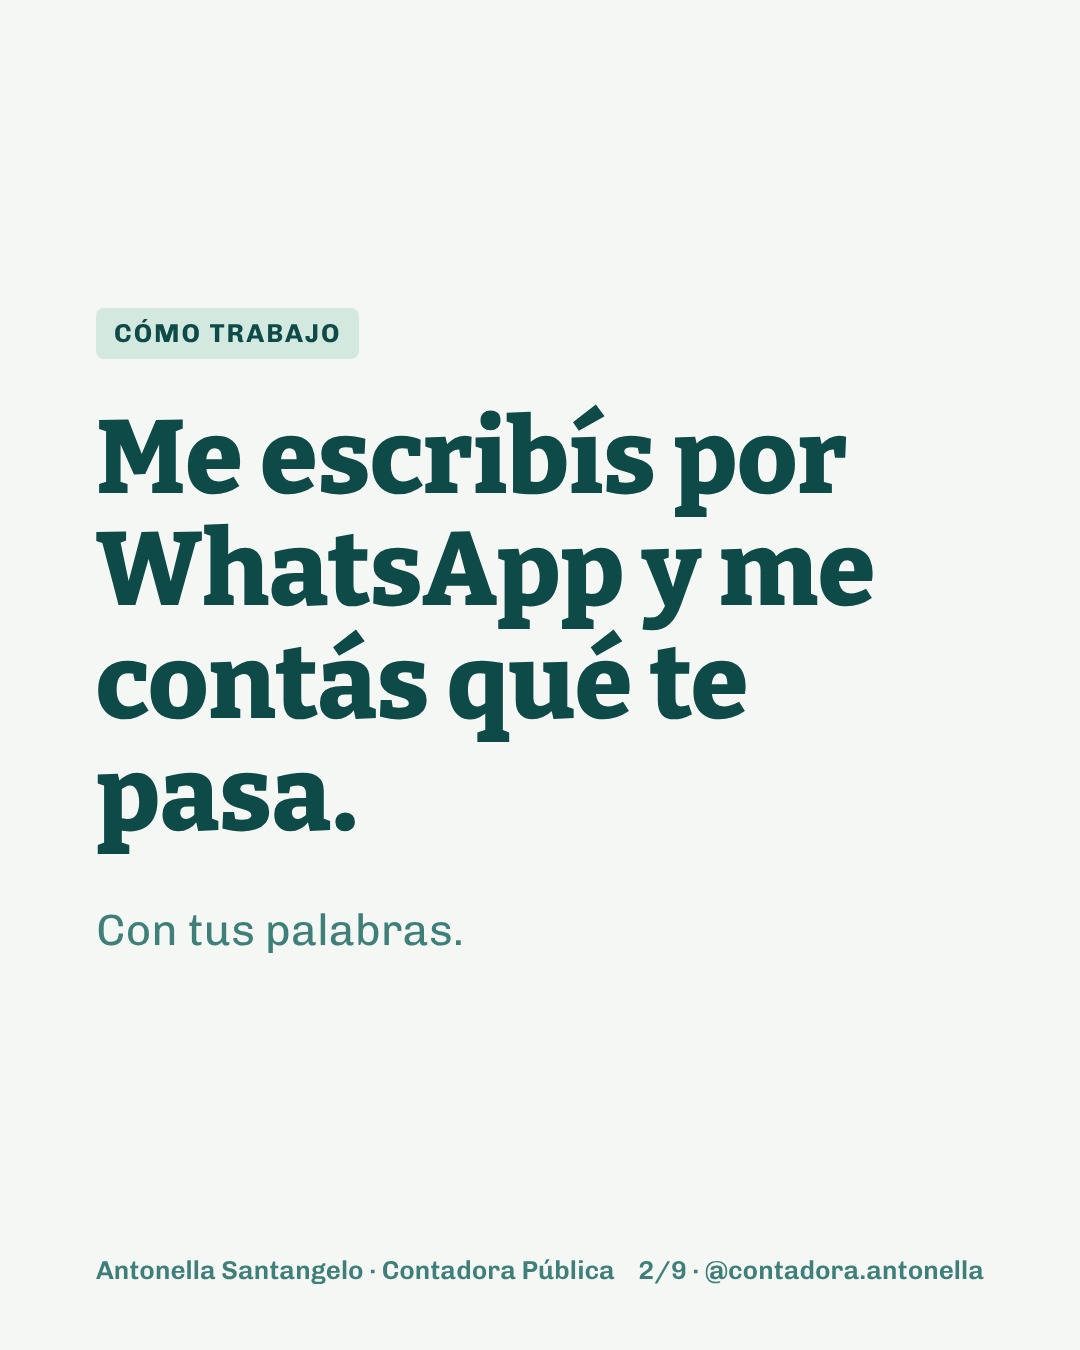 CÓMO TRABAJO
Me escribís por
WhatsApp y me
contás qué te
pasa.
Con tus palabras.
Antonella Santangelo · Contadora Pública 2/9 · @contadora.antonella